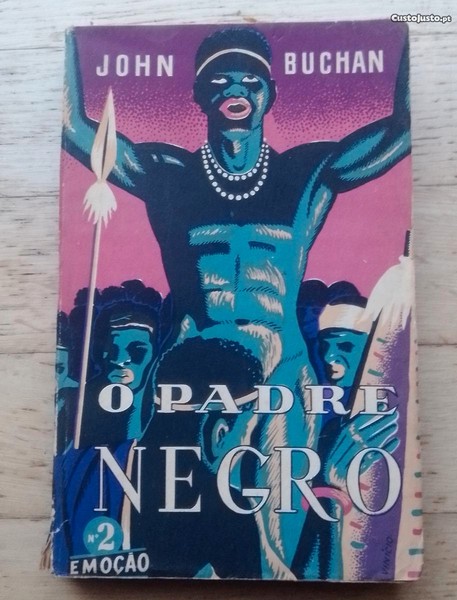 CustoJusto.pt
JOHN BUCHAN
O PADRE
NEGRO
Nº 2
EMOÇÃO